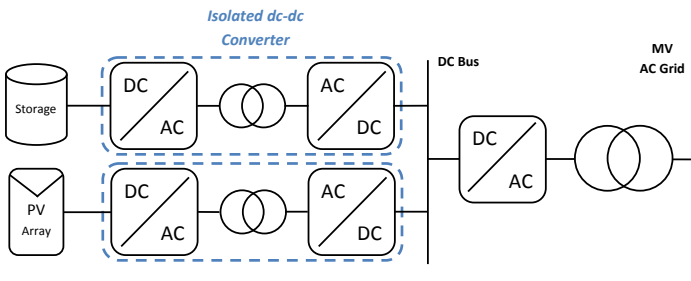 Isolated dc-dc
Converter
DC Bus
MV
AC Grid
Storage
DC
AC
AC
DC
DC
AC
PV
Array
DC
AC
AC
DC